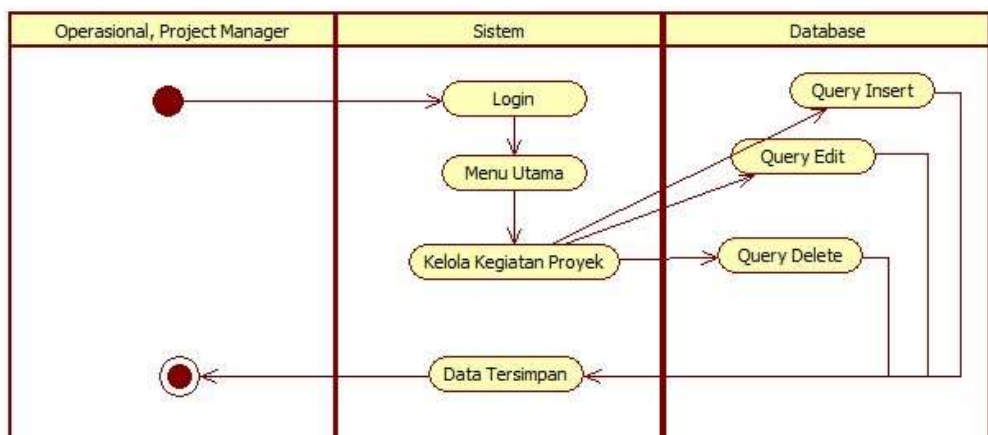 Operasional, Project Manager
Sistem
Database
Login
Query Insert
Menu Utama
Query Edit
Kelola Kegiatan Proyek
Query Delete
Data Tersimpan